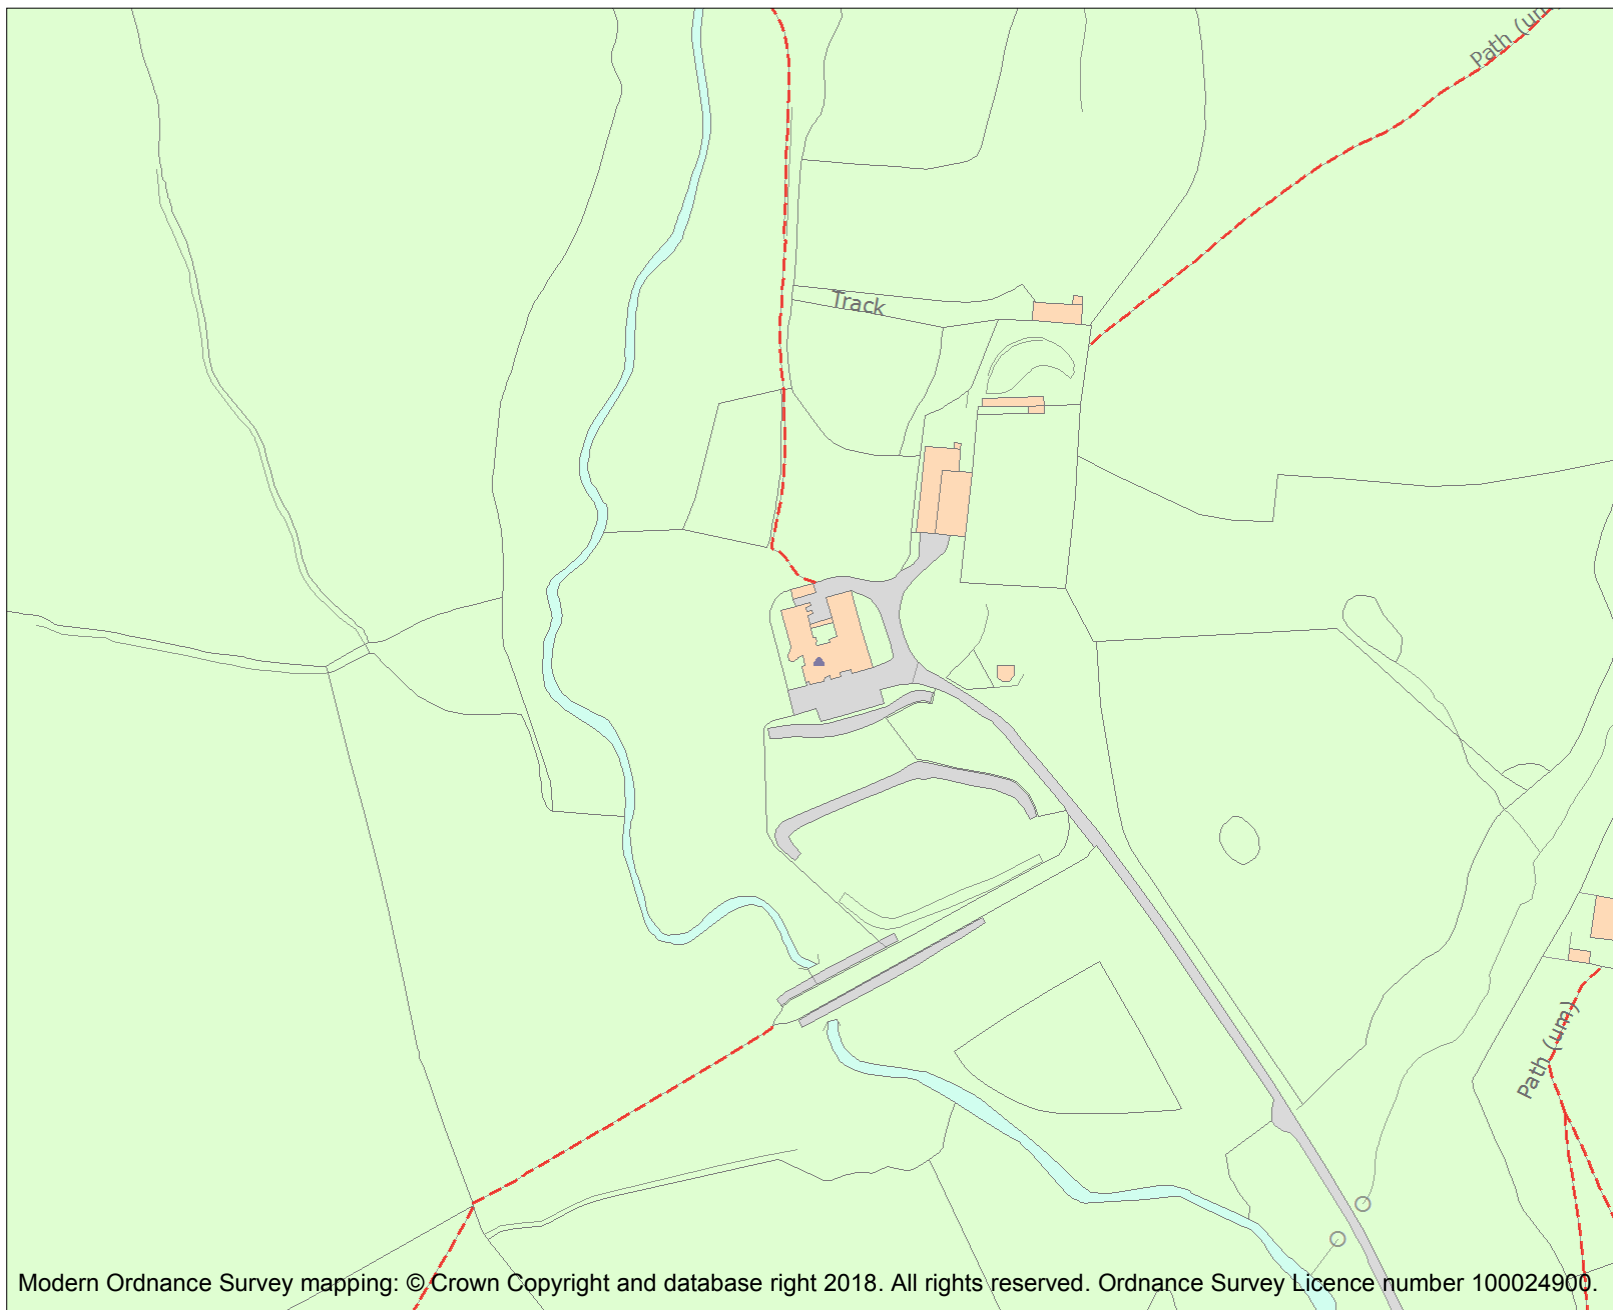 Path (um
Track
Path (um)
Modern Ordnance Survey mapping: © Crown Copyright and database right 2018. All rights reserved. Ordnance Survey Licence number 100024900.